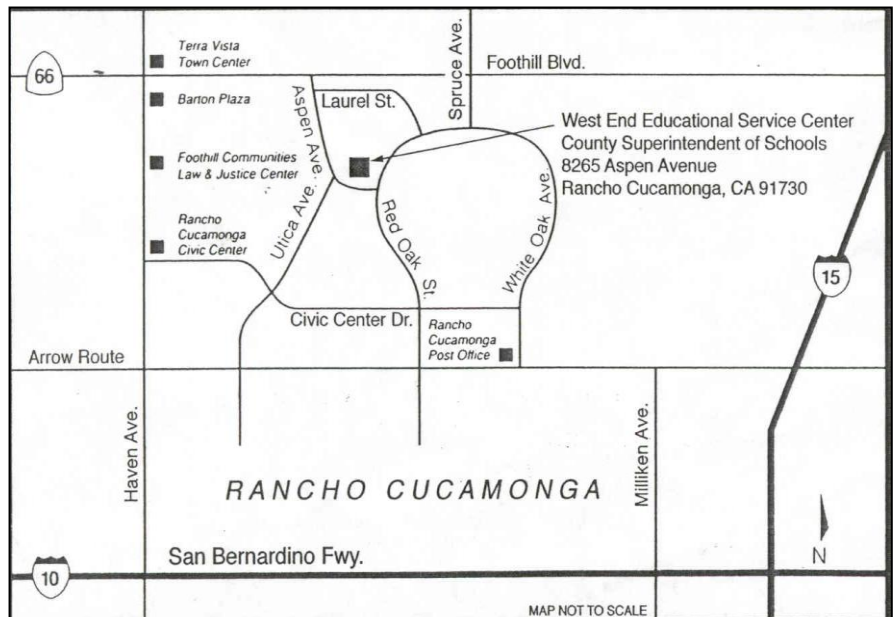 Terra Vista
Town Center
Spruce Ave.
Foothill Blvd.
66
Barton Plaza
Aspen Ave.
Laurel St.
West End Educational Service Center
County Superintendent of Schools
8265 Aspen Avenue
Rancho Cucamonga, CA 91730
Foothill Communities
Law & Justice Center
Utica Ave.
Red Oak St.
White Oak Ave.
Rancho
Cucamonga
Civic Center
15
Civic Center Dr.
Rancho
Cucamonga
Post Office
Arrow Route
Haven Ave.
Milliken Ave.
RANCHO CUCAMONGA
San Bernardino Fwy.
N
10
MAP NOT TO SCALE